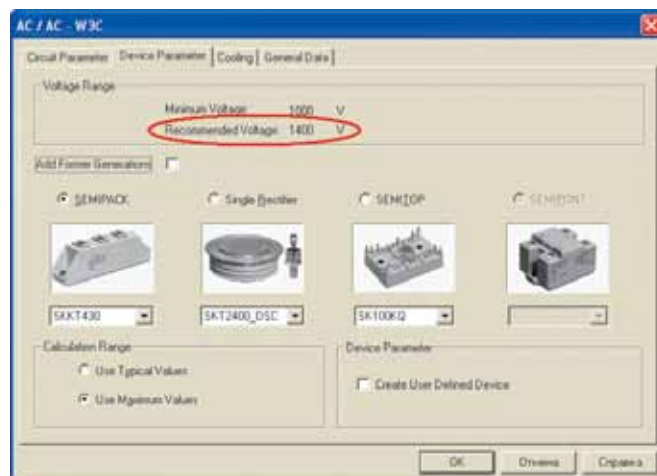 AC / AC - W3C
Circuit Parameter Device Parameter Cooling General Data
Voltage Range
Minimum Voltage: 1000 V
Recommended Voltage: 1400 V
Add Former Generations
SEMIPACK Single Rectifier SEMITOP SEMIPONT
SKKT430 SKT2400_DSC SK100KQ
Calculation Range Device Parameter
Use Typical Values
Create User Defined Device
Use Maximum Values
OK Отмена Справка